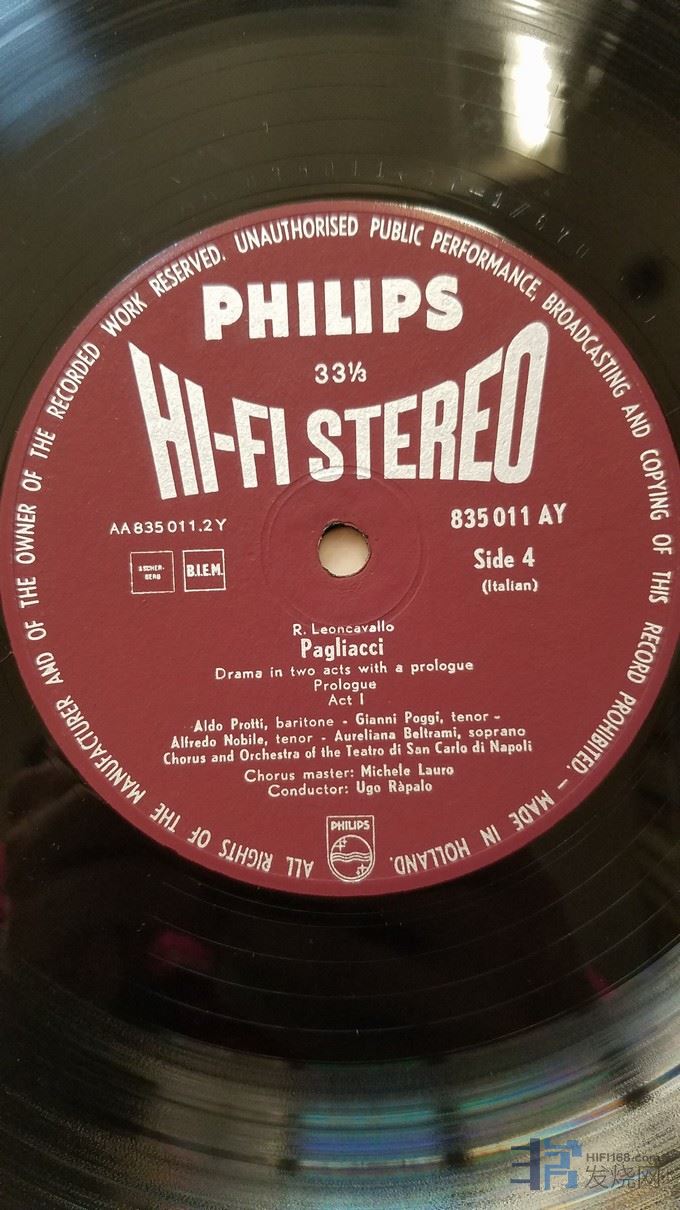 ALL RIGHTS OF THE MANUFACTURER AND OF THE OWNER OF THE RECORDED WORK RESERVED. UNAUTHORISED PUBLIC PERFORMANCE, BROADCASTING AND COPYING OF THIS RECORD PROHIBITED. – MADE IN HOLLAND.
PHILIPS
33⅓
HI-FI STEREO
AA 835 011.2 Y
835 011 AY
B.I.E.M.
Side 4
(Italian)
R. Leoncavallo
Pagliacci
Drama in two acts with a prologue
Prologue
Act I
Aldo Protti, baritone - Gianni Poggi, tenor -
Alfredo Nobile, tenor - Aureliana Beltrami, soprano
Chorus and Orchestra of the Teatro di San Carlo di Napoli
Chorus master: Michele Lauro
Conductor: Ugo Ràpalo
PHILIPS
HIFI168.com
发烧网